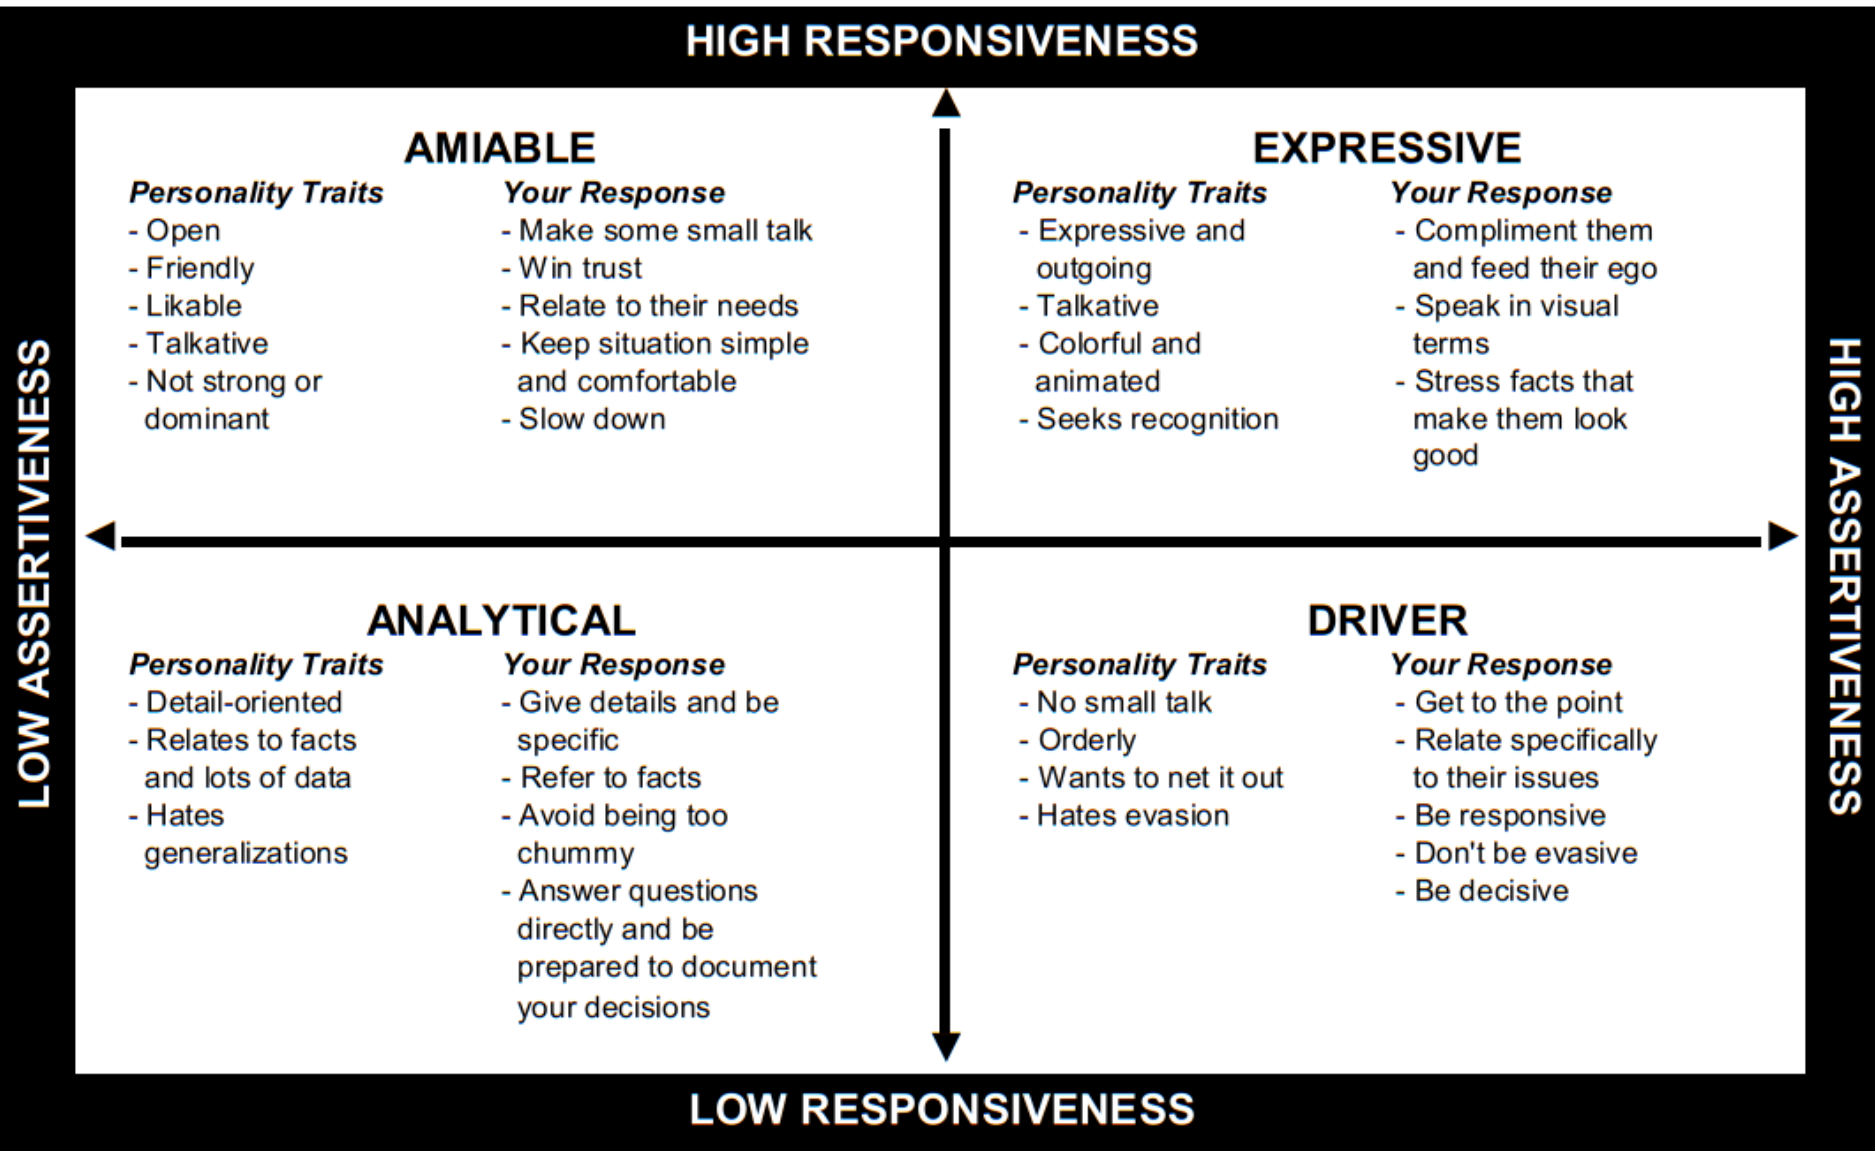 HIGH RESPONSIVENESS
LOW ASSERTIVENESS
AMIABLE
Personality Traits
- Open
- Friendly
- Likable
- Talkative
- Not strong or
dominant
Your Response
- Make some small talk
- Win trust
- Relate to their needs
- Keep situation simple
and comfortable
- Slow down
EXPRESSIVE
Personality Traits
- Expressive and
outgoing
- Talkative
- Colorful and
animated
- Seeks recognition
Your Response
- Compliment them
and feed their ego
- Speak in visual
terms
- Stress facts that
make them look
good
ANALYTICAL
Personality Traits
- Detail-oriented
- Relates to facts
and lots of data
- Hates
generalizations
Your Response
- Give details and be
specific
- Refer to facts
- Avoid being too
chummy
- Answer questions
directly and be
prepared to document
your decisions
DRIVER
Personality Traits
- No small talk
- Orderly
- Wants to net it out
- Hates evasion
Your Response
- Get to the point
- Relate specifically
to their issues
- Be responsive
- Don't be evasive
- Be decisive
HIGH ASSERTIVENESS
LOW RESPONSIVENESS